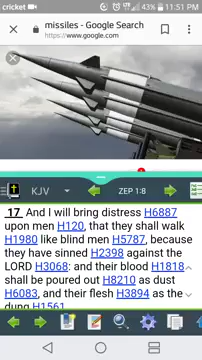 cricket 43% 11:51 PM
missiles - Google Search
https://www.google.com
KJV ZEP 1:8
17 And I will bring distress H6887
upon men H120, that they shall walk
H1980 like blind men H5787, because
they have sinned H2398 against the
LORD H3068: and their blood H1818
shall be poured out H8210 as dust
H6083, and their flesh H3894 as the
dung H1561.